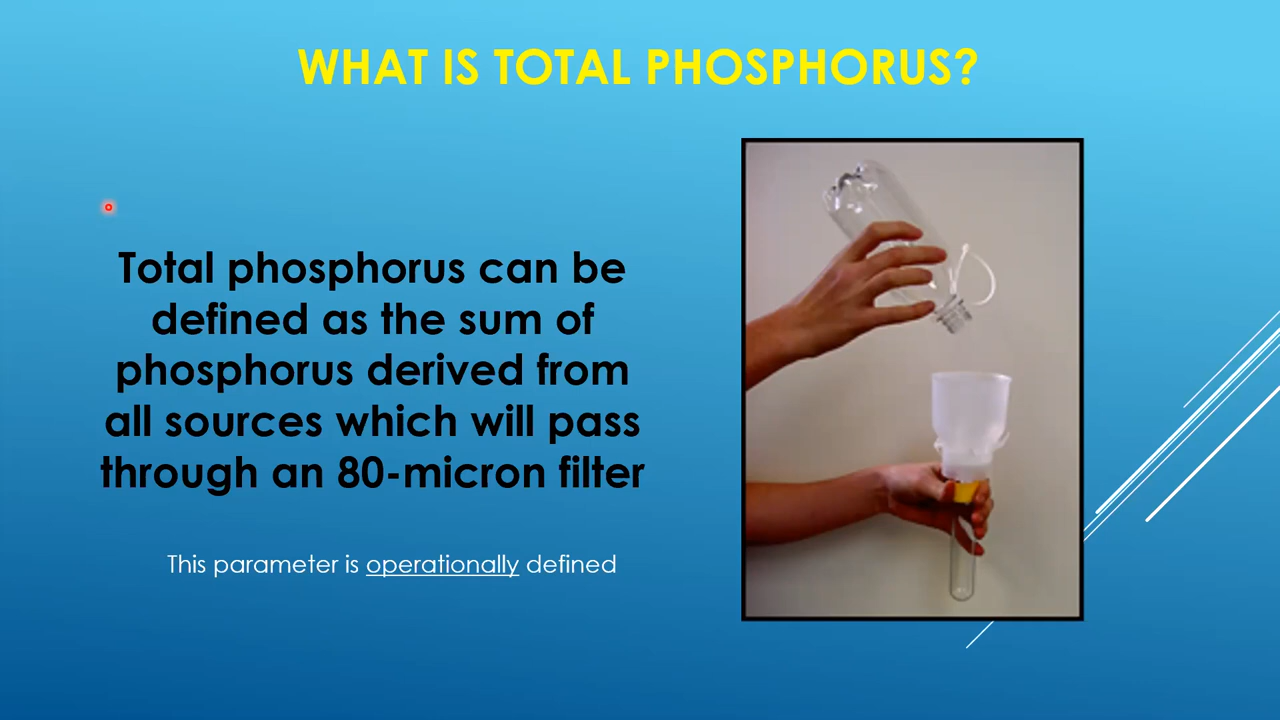 WHAT IS TOTAL PHOSPHORUS?
Total phosphorus can be
defined as the sum of
phosphorus derived from
all sources which will pass
through an 80-micron filter
This parameter is operationally defined